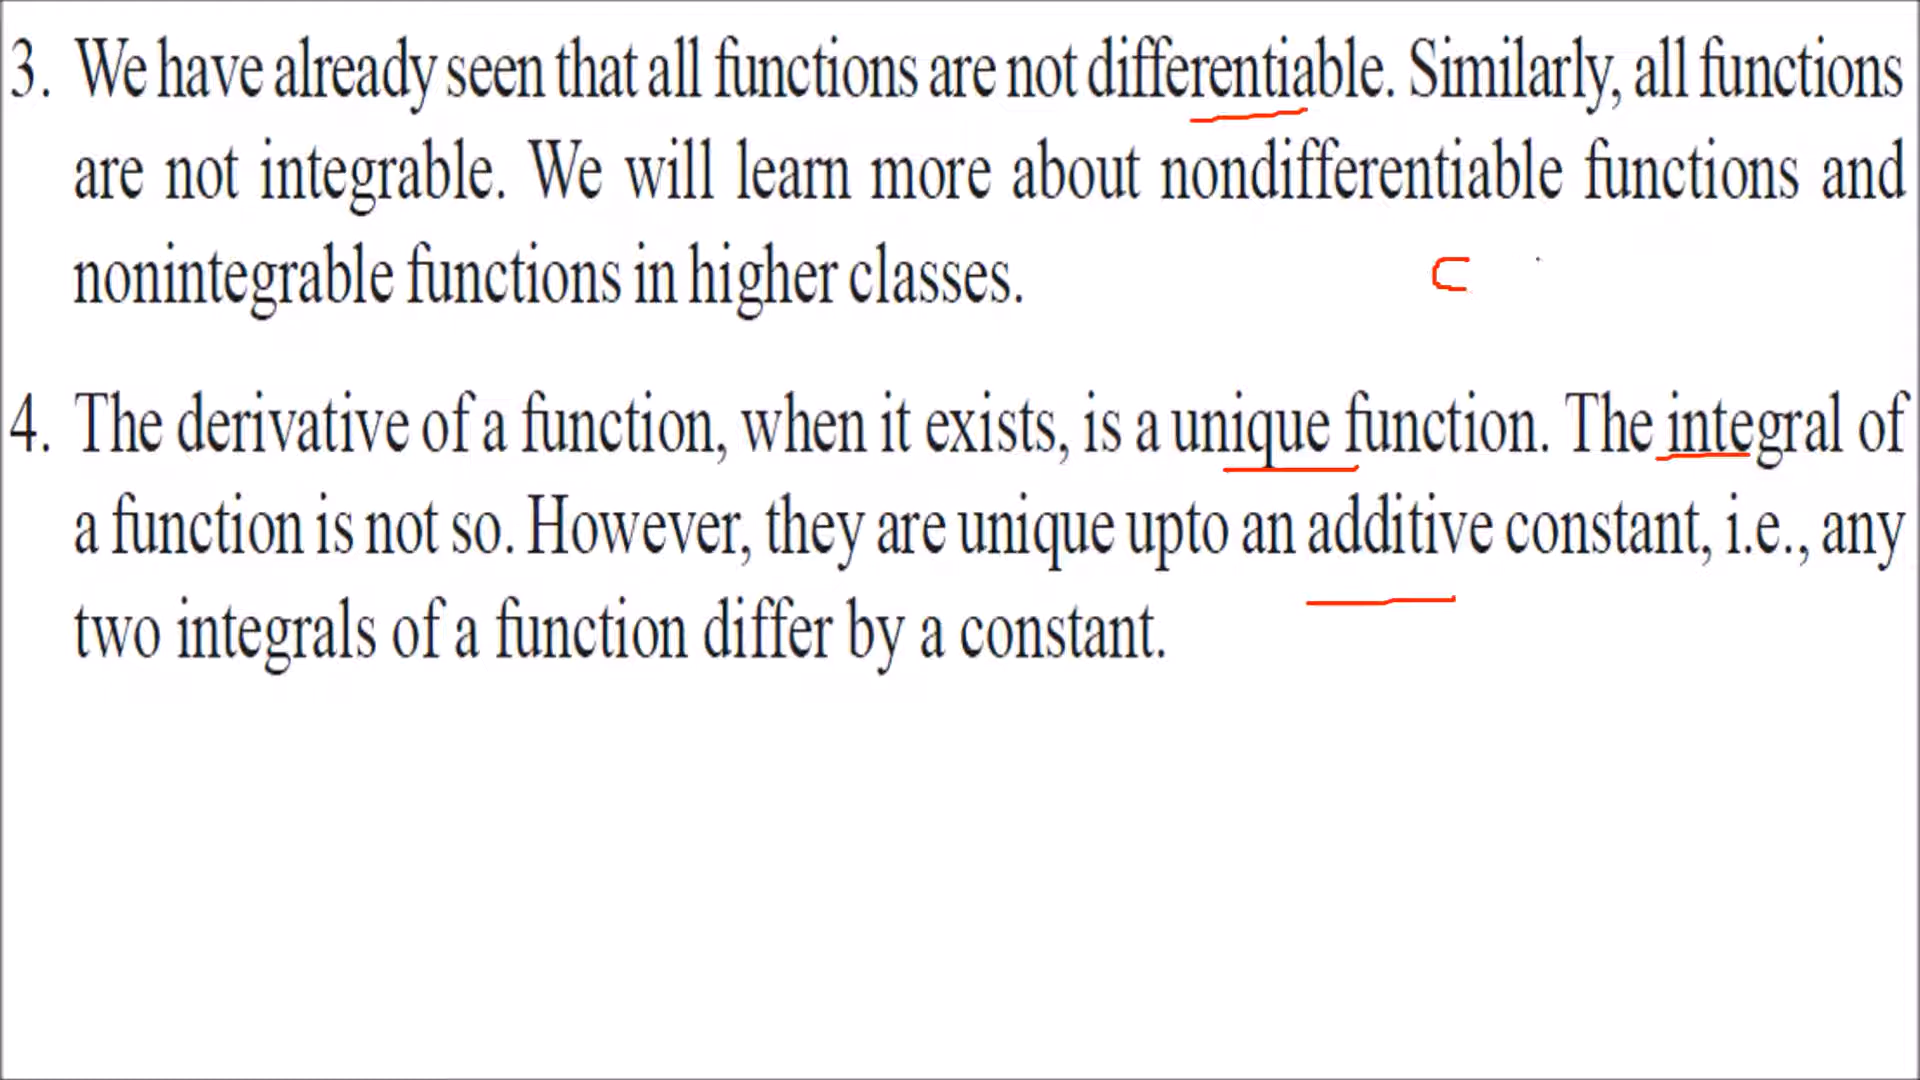 3. We have already seen that all functions are not differentiable. Similarly, all functions
are not integrable. We will learn more about nondifferentiable functions and
nonintegrable functions in higher classes.
C
4. The derivative of a function, when it exists, is a unique function. The integral of
a function is not so. However, they are unique upto an additive constant, i.e., any
two integrals of a function differ by a constant.